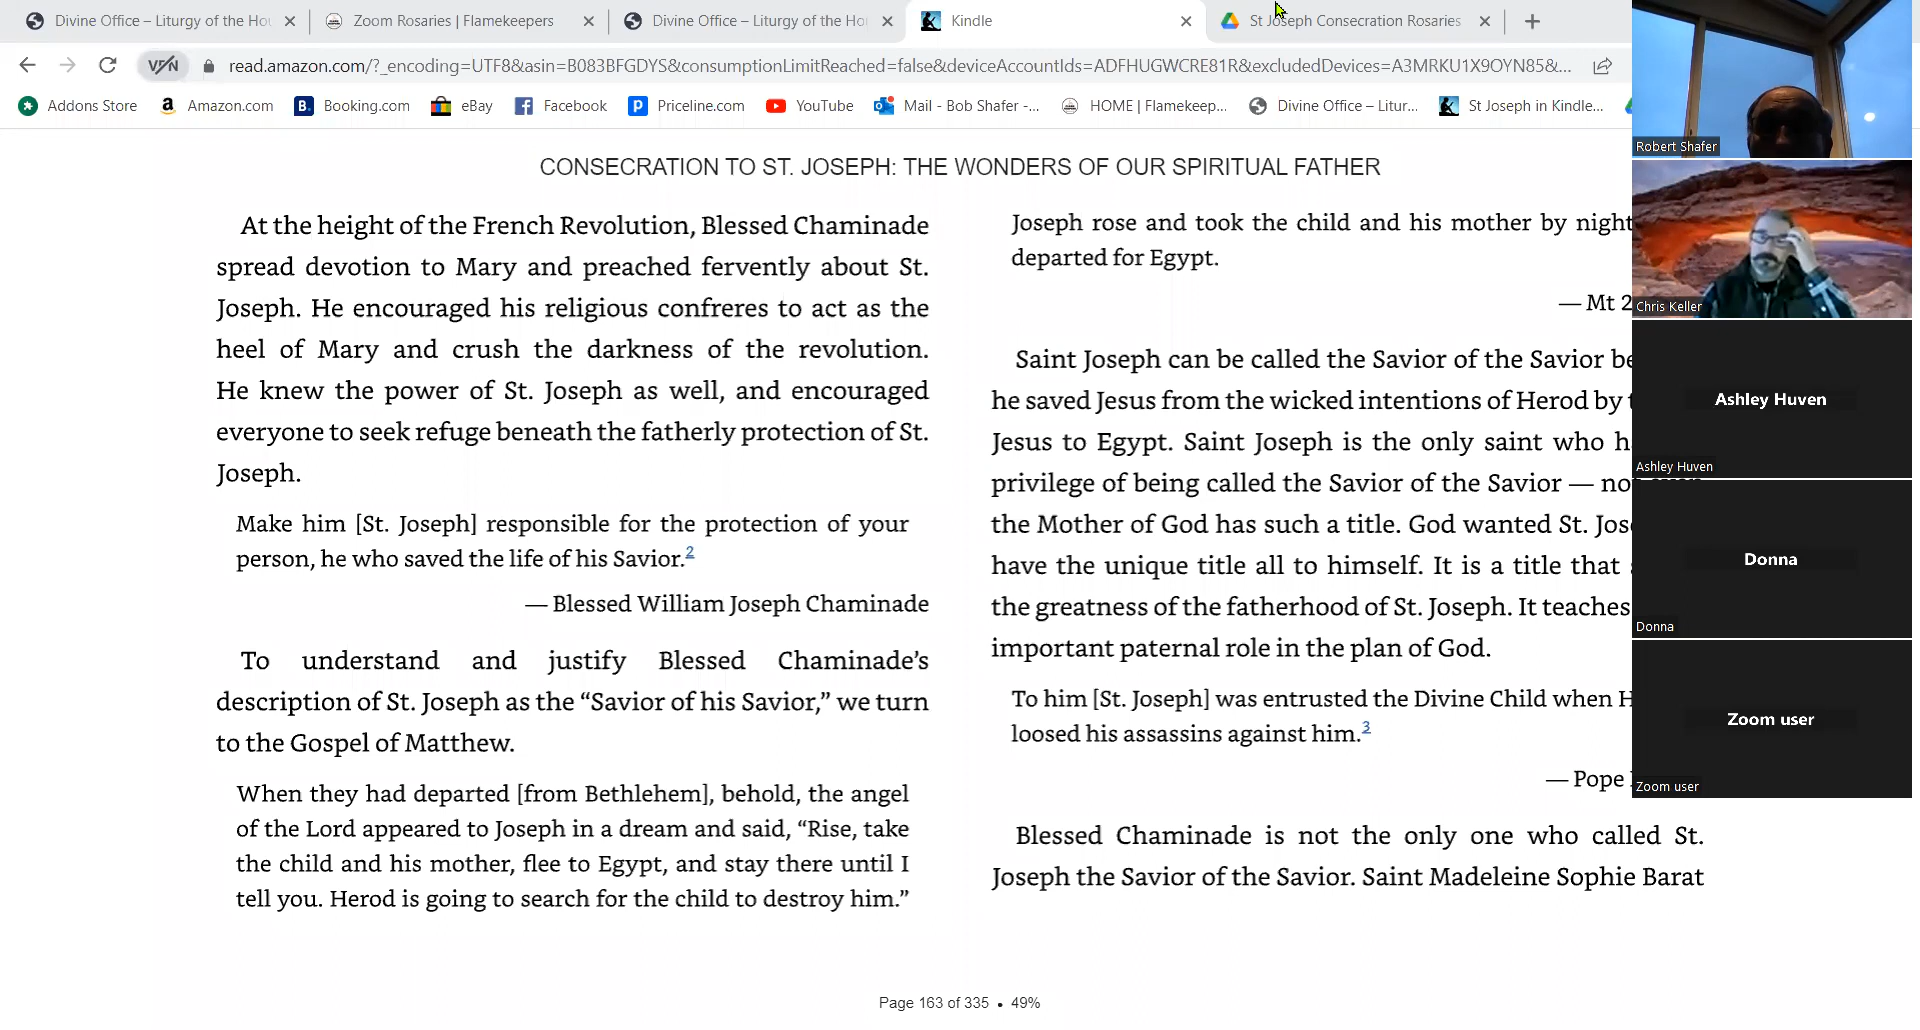 Divine Office – Liturgy of the Ho
Zoom Rosaries | Flamekeepers
Divine Office – Liturgy of the Ho
Kindle
St Joseph Consecration Rosaries
VPN
read.amazon.com/?_encoding=UTF8&asin=B083BFGDYS&consumptionLimitReached=false&deviceAccountIds=ADFHUGWCRE81R&excludedDevices=A3MRKU1X9OYN85&...
Addons Store
Amazon.com
Booking.com
eBay
Facebook
Priceline.com
YouTube
Mail - Bob Shafer -...
HOME | Flamekeep...
Divine Office – Litur...
St Joseph in Kindle...
CONSECRATION TO ST. JOSEPH: THE WONDERS OF OUR SPIRITUAL FATHER
At the height of the French Revolution, Blessed Chaminade
spread devotion to Mary and preached fervently about St.
Joseph. He encouraged his religious confreres to act as the
heel of Mary and crush the darkness of the revolution.
He knew the power of St. Joseph as well, and encouraged
everyone to seek refuge beneath the fatherly protection of St.
Joseph.
Make him [St. Joseph] responsible for the protection of your
person, he who saved the life of his Savior.2
— Blessed William Joseph Chaminade
To understand and justify Blessed Chaminade’s
description of St. Joseph as the “Savior of his Savior,” we turn
to the Gospel of Matthew.
When they had departed [from Bethlehem], behold, the angel
of the Lord appeared to Joseph in a dream and said, “Rise, take
the child and his mother, flee to Egypt, and stay there until I
tell you. Herod is going to search for the child to destroy him.”
Joseph rose and took the child and his mother by night
departed for Egypt.
— Mt 2
Saint Joseph can be called the Savior of the Savior be
he saved Jesus from the wicked intentions of Herod by
Jesus to Egypt. Saint Joseph is the only saint who h
privilege of being called the Savior of the Savior —
the Mother of God has such a title. God wanted St. Jos
have the unique title all to himself. It is a title that
the greatness of the fatherhood of St. Joseph. It teaches
important paternal role in the plan of God.
To him [St. Joseph] was entrusted the Divine Child when H
loosed his assassins against him.3
— Pope
Blessed Chaminade is not the only one who called St.
Joseph the Savior of the Savior. Saint Madeleine Sophie Barat
Page 163 of 335 • 49%
Robert Shafer
Chris Keller
Ashley Huven
Ashley Huven
Donna
Donna
Zoom user
Zoom user